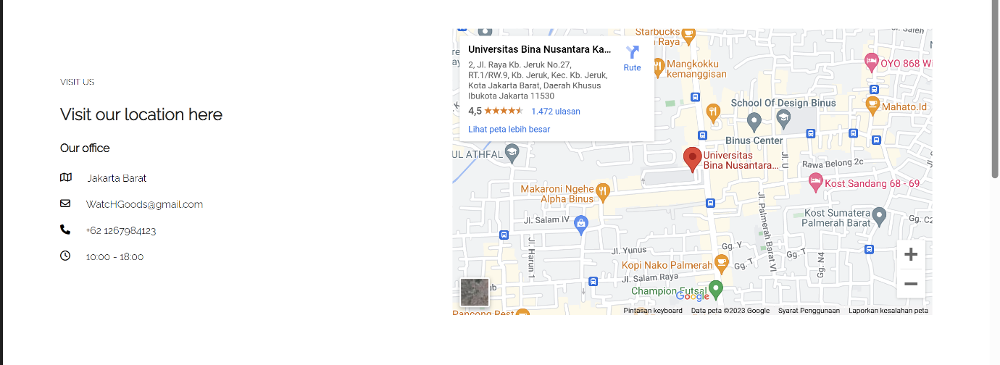 VISIT US
Visit our location here
Our office
Jakarta Barat
WatcHGoods@gmail.com
+62 1267984123
10:00 - 18:00
Universitas Bina Nusantara Ka...
2, Jl. Raya Kb. Jeruk No.27,
RT.1/RW.9, Kb. Jeruk, Kec. Kb. Jeruk,
Kota Jakarta Barat, Daerah Khusus
Ibukota Jakarta 11530
4,5
1.472 ulasan
Lihat peta lebih besar
Rute
Starbucks
Raya
Jl. Saleh
Mangkokku
kemanggisan
OYO 868 W
School Of Design Binus
Mahato.Id
Binus Center
UL ATHFAL
Universitas
Bina Nusantara...
Jl. U
Rawa Belong 2c
Kost Sandang 68 - 69
Makaroni Ngehe
Alpha Binus
Jl. Palmerah Barat VI
Kost Sumatera
Palmerah Barat
Gg. C2
Jl. Salam IV
Jl. Harun 1
Jl. Yunus
Gg. Y
Gg. T
Gg. T
Gg. N4
Kopi Nako Palmerah
Jl. Salam Raya
Champion Futsal
Google
ab
Pancong Rest
Pintasan keyboard
Data peta ©2023 Google
Syarat Penggunaan
Laporkan kesalahan peta